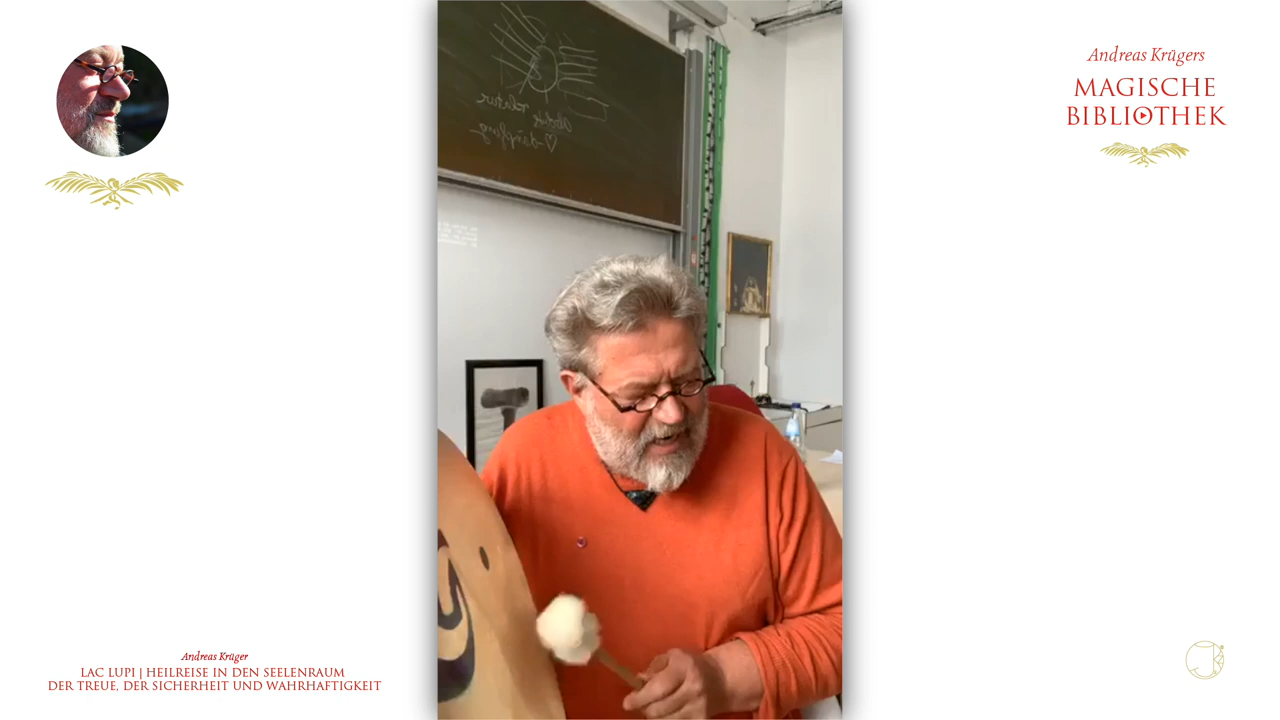 Andreas Krügers
MAGISCHE
BIBLIOTHEK
Andreas Krüger
LAC LUPI | HEILREISE IN DEN SEELENRAUM
DER TREUE, DER SICHERHEIT UND WAHRHAFTIGKEIT